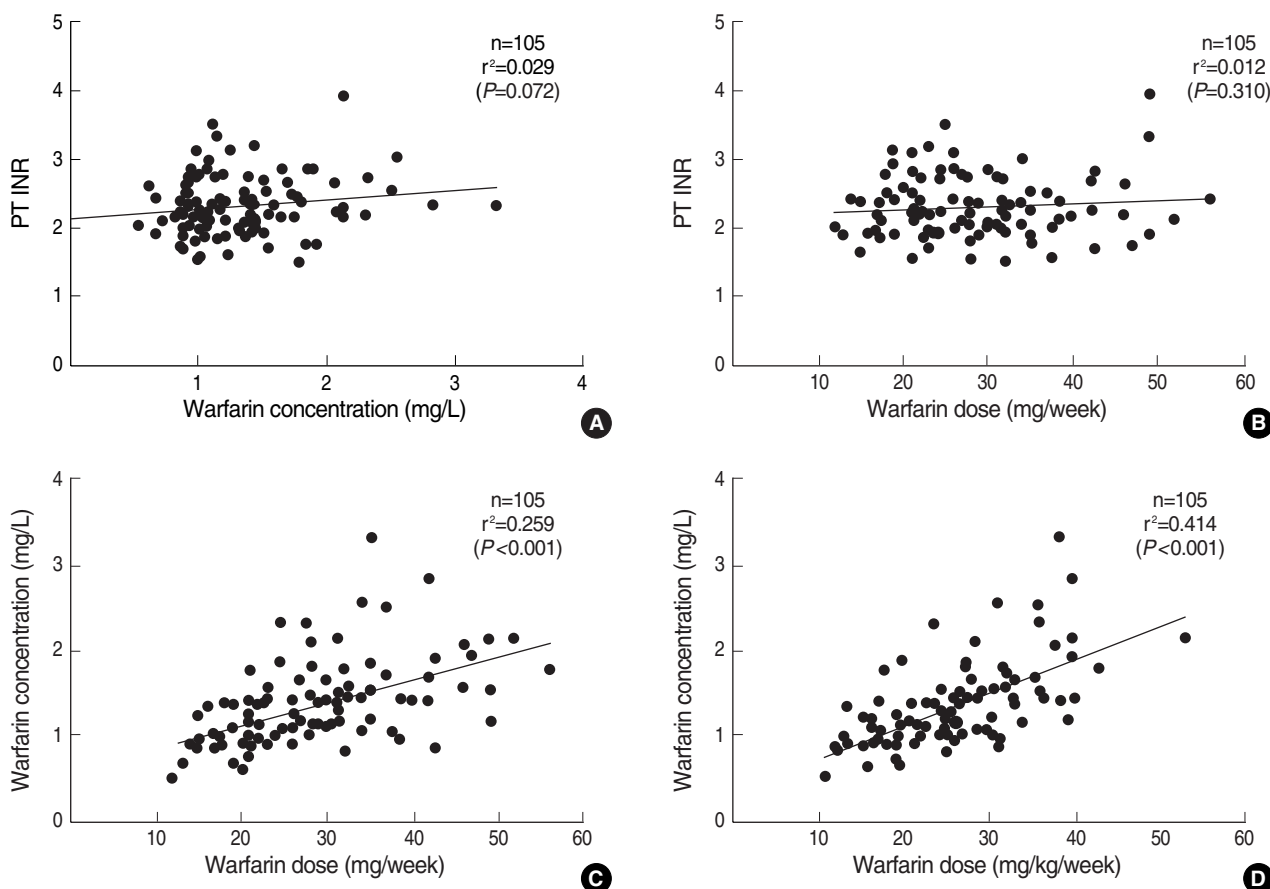 5
4
3
2
1
0
PT INR
n=105
r²=0.029
(P=0.072)
1
2
3
4
Warfarin concentration (mg/L)
A
5
4
3
2
1
0
PT INR
n=105
r²=0.012
(P=0.310)
10
20
30
40
50
60
Warfarin dose (mg/week)
B
4
3
2
1
0
Warfarin concentration (mg/L)
n=105
r²=0.259
(P<0.001)
10
20
30
40
50
60
Warfarin dose (mg/week)
C
4
3
2
1
0
Warfarin concentration (mg/L)
n=105
r²=0.414
(P<0.001)
10
20
30
40
50
60
Warfarin dose (mg/kg/week)
D